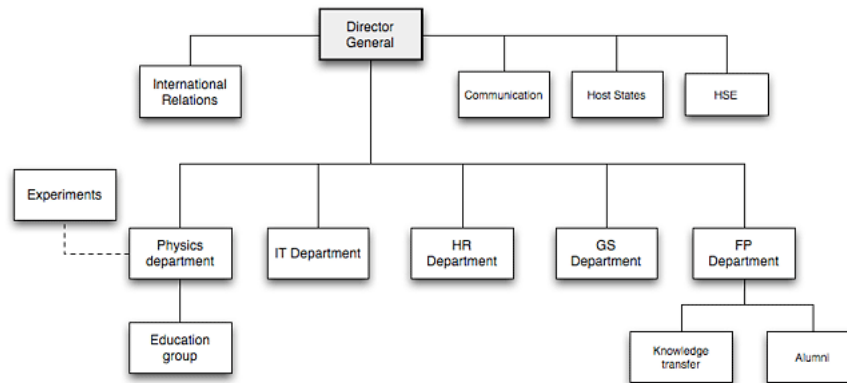 Director
General
International
Relations
Communication
Host States
HSE
Experiments
Physics
department
IT Department
HR
Department
GS
Department
FP
Department
Education
group
Knowledge
transfer
Alumni